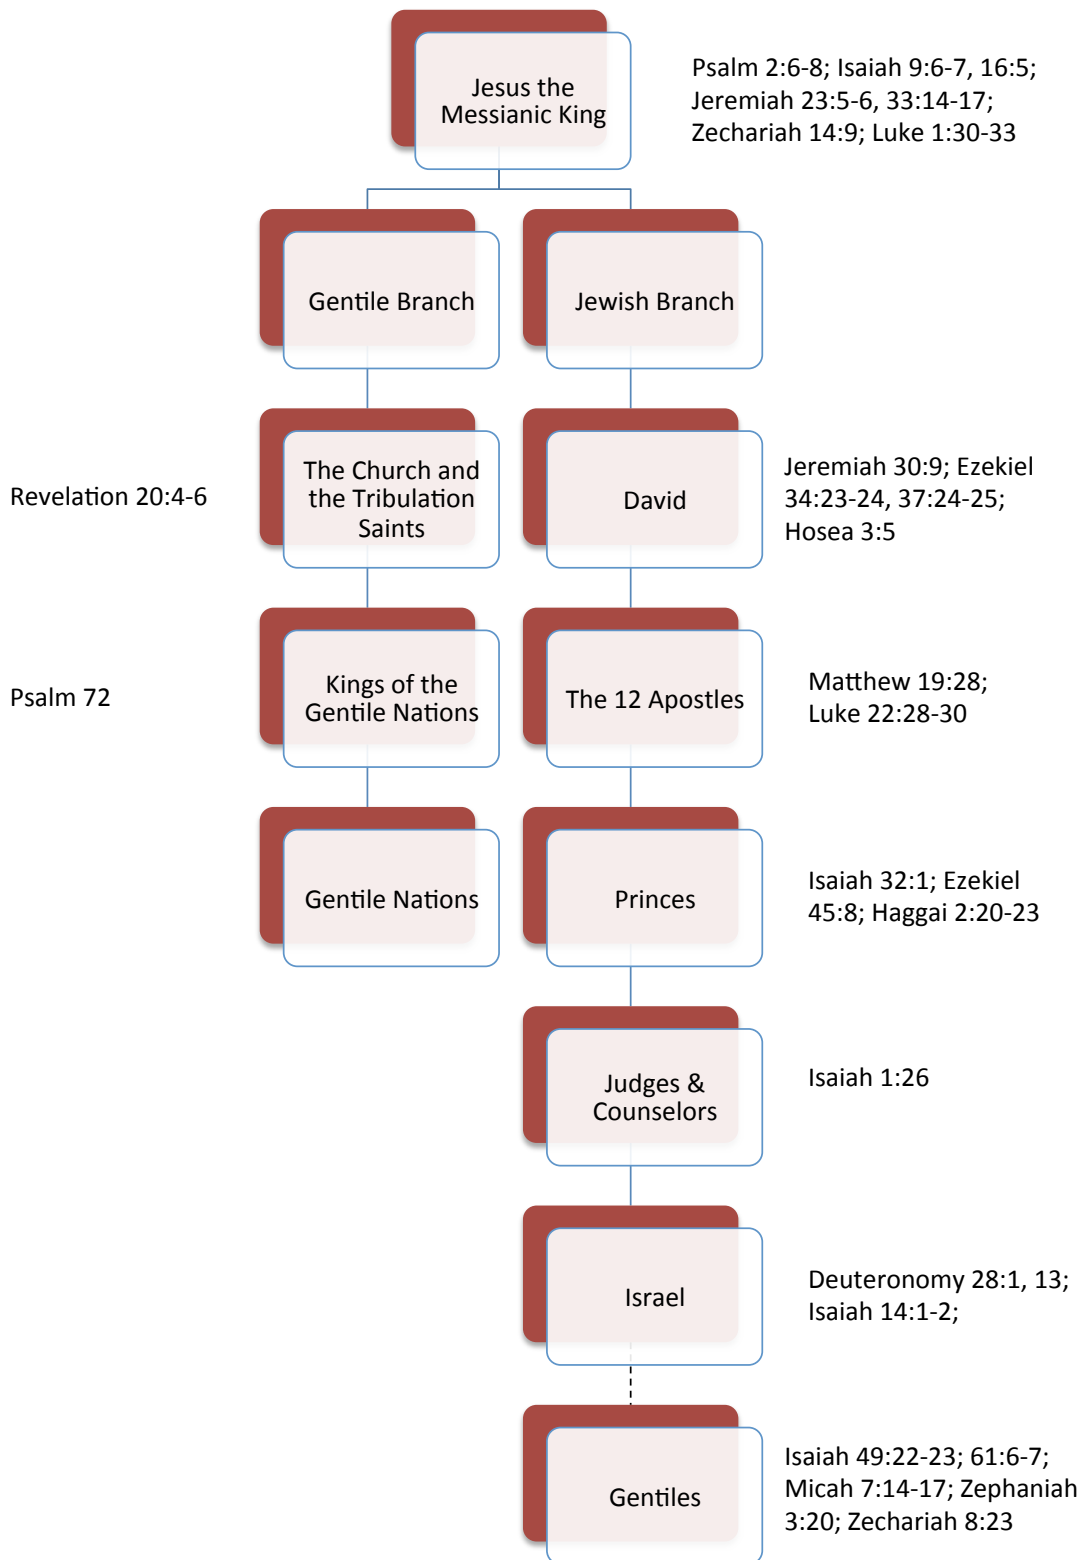 Jesus the
Messianic King
Psalm 2:6-8; Isaiah 9:6-7, 16:5;
Jeremiah 23:5-6, 33:14-17;
Zechariah 14:9; Luke 1:30-33
Gentile Branch
Jewish Branch
Revelation 20:4-6
The Church and
the Tribulation
Saints
David
Jeremiah 30:9; Ezekiel
34:23-24, 37:24-25;
Hosea 3:5
Psalm 72
Kings of the
Gentile Nations
The 12 Apostles
Matthew 19:28;
Luke 22:28-30
Gentile Nations
Princes
Isaiah 32:1; Ezekiel
45:8; Haggai 2:20-23
Judges &
Counselors
Isaiah 1:26
Israel
Deuteronomy 28:1, 13;
Isaiah 14:1-2;
Gentiles
Isaiah 49:22-23; 61:6-7;
Micah 7:14-17; Zephaniah
3:20; Zechariah 8:23